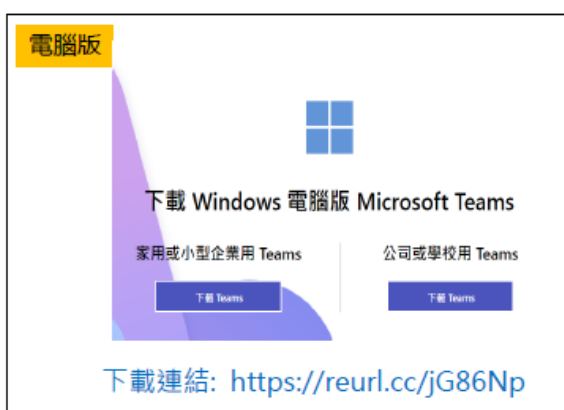 電腦版
下載 Windows 電腦版 Microsoft Teams
家用或小型企業用 Teams
公司或學校用 Teams
下載 Teams
下載 Teams
下載連結: https://reurl.cc/jG86Np